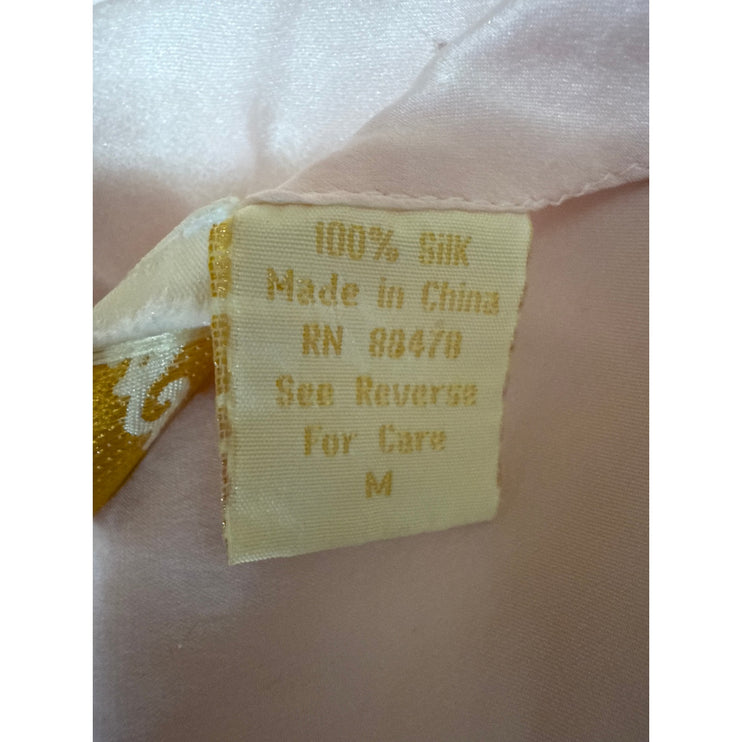 100% Silk
Made in China
RN 88478
See Reverse
For Care
M